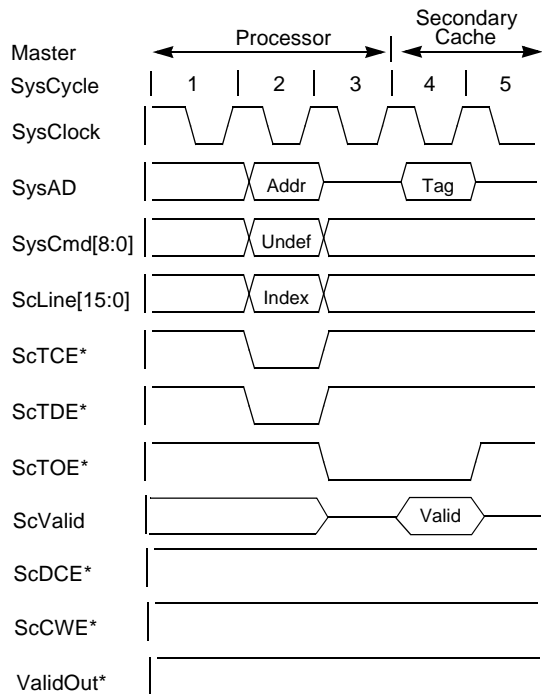 Secondary
Processor Cache
Master
SysCycle 1 2 3 4 5
SysClock
SysAD Addr Tag
SysCmd[8:0] Undef
ScLine[15:0] Index
ScTCE*
ScTDE*
ScTOE*
ScValid Valid
ScDCE*
ScCWE*
ValidOut*